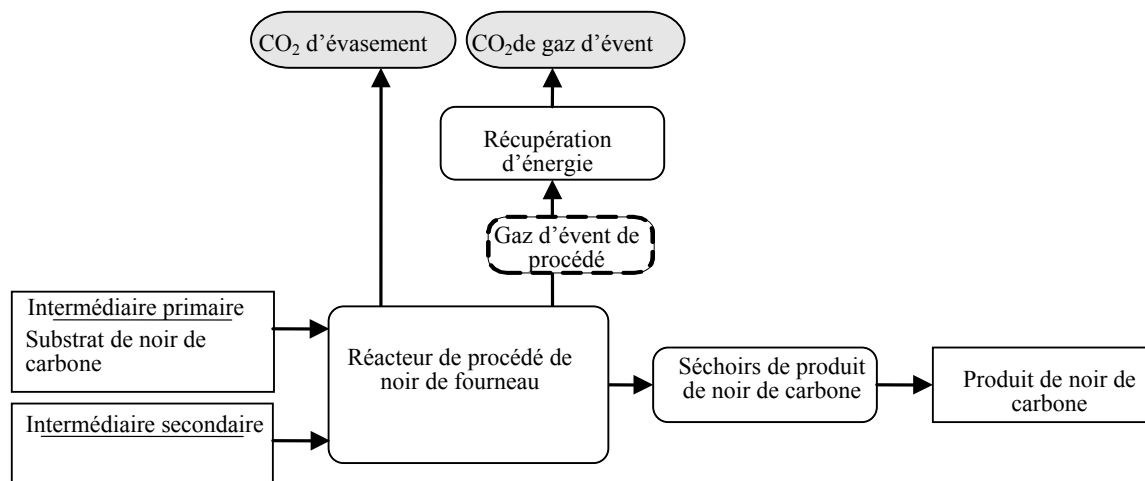 CO₂ d’évasement
CO₂de gaz d’évent
Récupération
d’énergie
Gaz d’évent de
procédé
Intermédiaire primaire
Substrat de noir de
carbone
Intermédiaire secondaire
Réacteur de procédé de
noir de fourneau
Séchoirs de produit
de noir de carbone
Produit de noir de
carbone